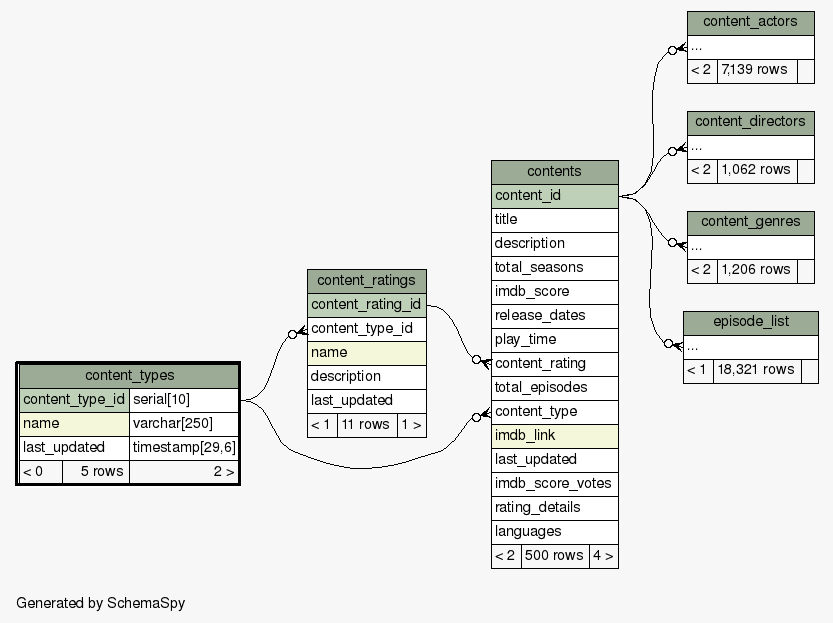 content_actors
...
< 2 7,139 rows
content_directors
...
< 2 1,062 rows
content_genres
...
< 2 1,206 rows
episode_list
...
< 1 18,321 rows
contents
content_id
title
description
total_seasons
imdb_score
release_dates
play_time
content_rating
total_episodes
content_type
imdb_link
last_updated
imdb_score_votes
rating_details
languages
< 2 500 rows 4 >
content_ratings
content_rating_id
content_type_id
name
description
last_updated
< 1 11 rows 1 >
content_types
content_type_id serial[10]
name varchar[250]
last_updated timestamp[29,6]
< 0 5 rows 2 >
Generated by SchemaSpy